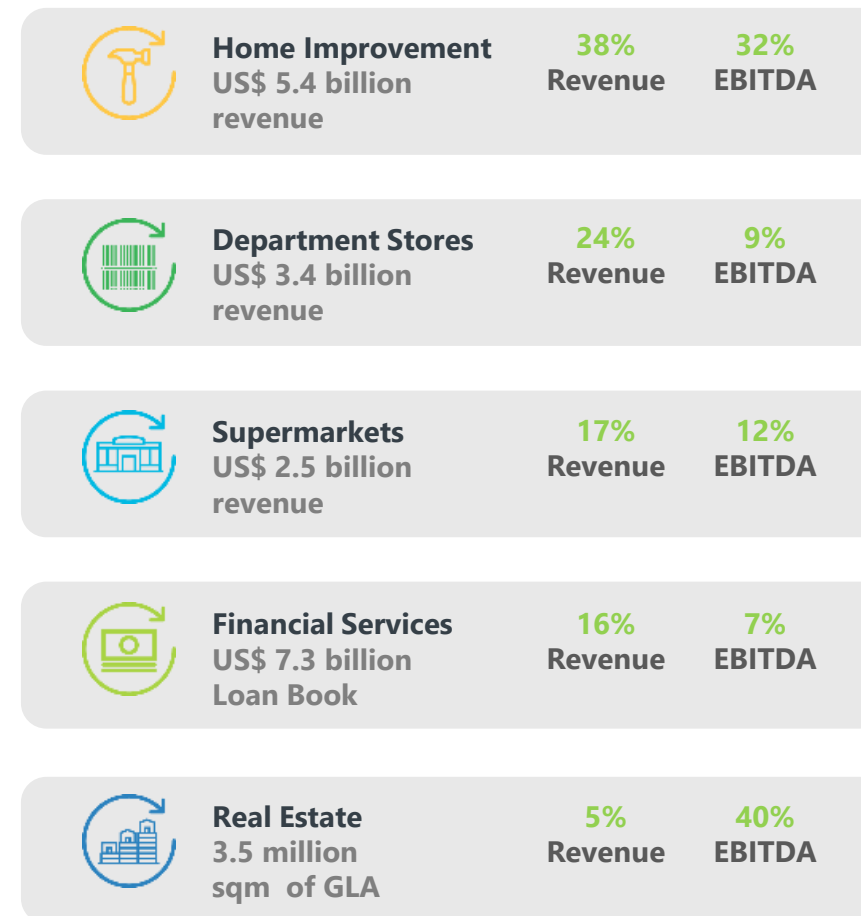 Home Improvement
US$ 5.4 billion
revenue
38%
Revenue
32%
EBITDA
Department Stores
US$ 3.4 billion
revenue
24%
Revenue
9%
EBITDA
Supermarkets
US$ 2.5 billion
revenue
17%
Revenue
12%
EBITDA
Financial Services
US$ 7.3 billion
Loan Book
16%
Revenue
7%
EBITDA
Real Estate
3.5 million
sqm of GLA
5%
Revenue
40%
EBITDA